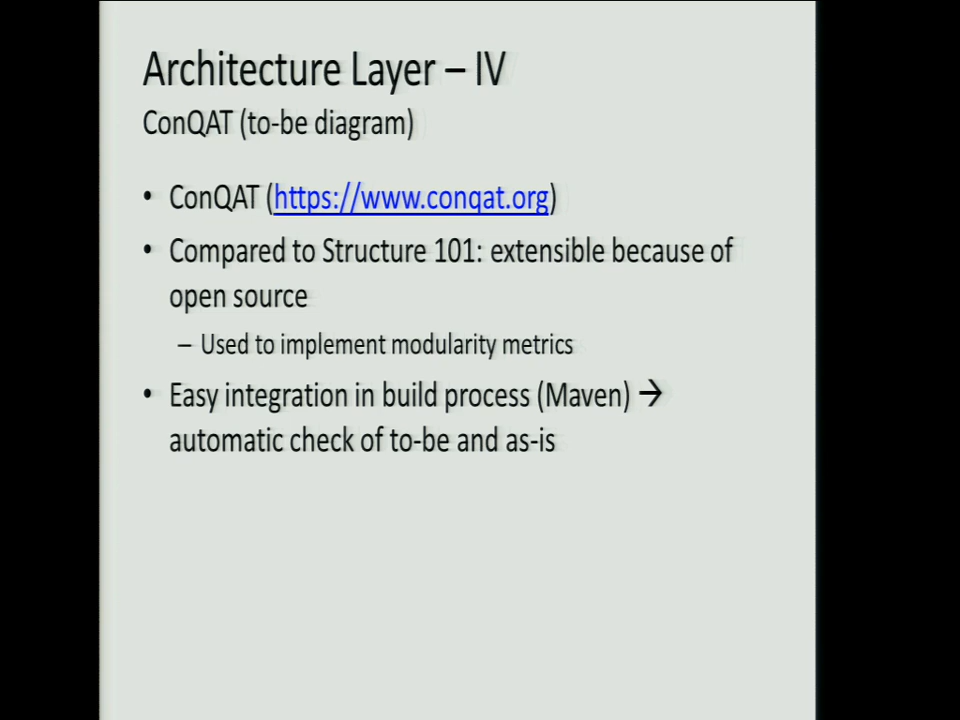 Architecture Layer – IV
ConQAT (to-be diagram)
• ConQAT (https://www.conqat.org)
• Compared to Structure 101: extensible because of
open source
– Used to implement modularity metrics
• Easy integration in build process (Maven) →
automatic check of to-be and as-is